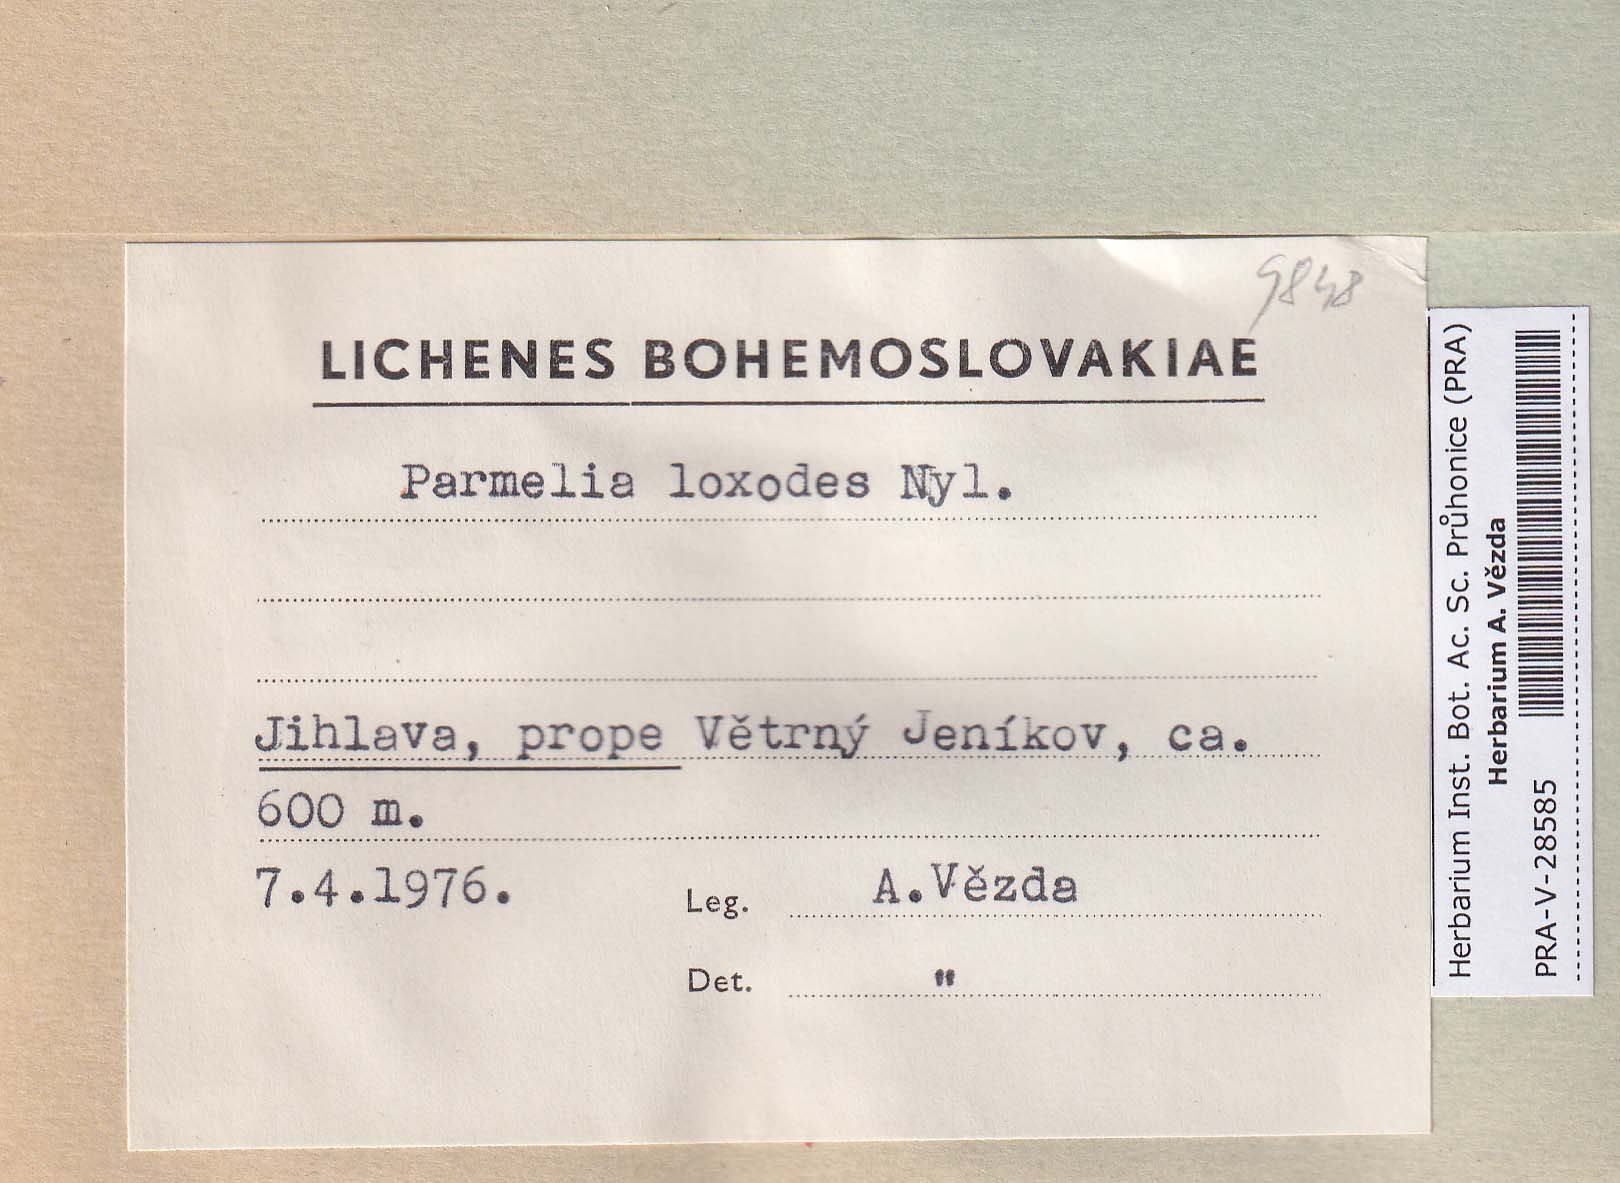 9848
LICHENES BOHEMOSLOVAKIAE
Parmelia loxodes Nyl.
Jihlava, prope Větrný Jeníkov, ca.
600 m.
7.4.1976.
Leg. A.Vězda
Det. "
Herbarium Inst. Bot. Ac. Sc. Průhonice (PRA)
Herbarium A. Vězda
PRA-V-28585